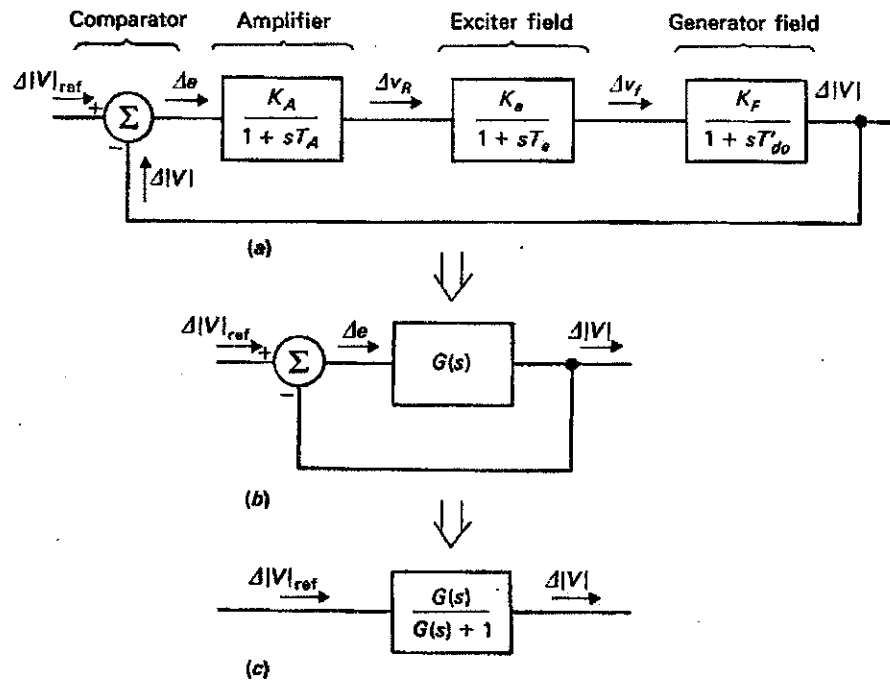 Comparator Amplifier Exciter field Generator field
Δ|V|ref Δe Δv_R Δv_f Δ|V|
+ Σ − K_A / 1 + sT_A K_e / 1 + sT_e K_F / 1 + sT′_do
Δ|V|
(a)
Δ|V|ref Δe Δ|V|
+ Σ − G(s)
(b)
Δ|V|ref Δ|V|
G(s) / G(s) + 1
(c)